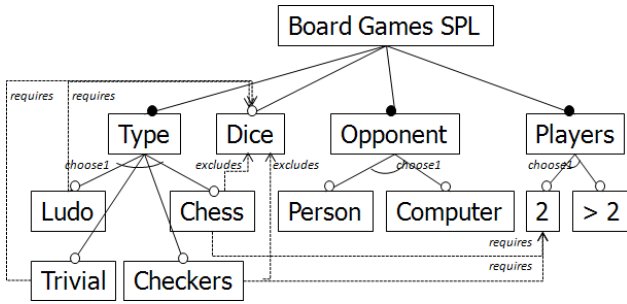 Board Games SPL
requires
requires
Type
Dice
Opponent
Players
choose1
excludes
excludes
choose1
choose1
Ludo
Chess
Person
Computer
2
> 2
requires
Trivial
Checkers
requires